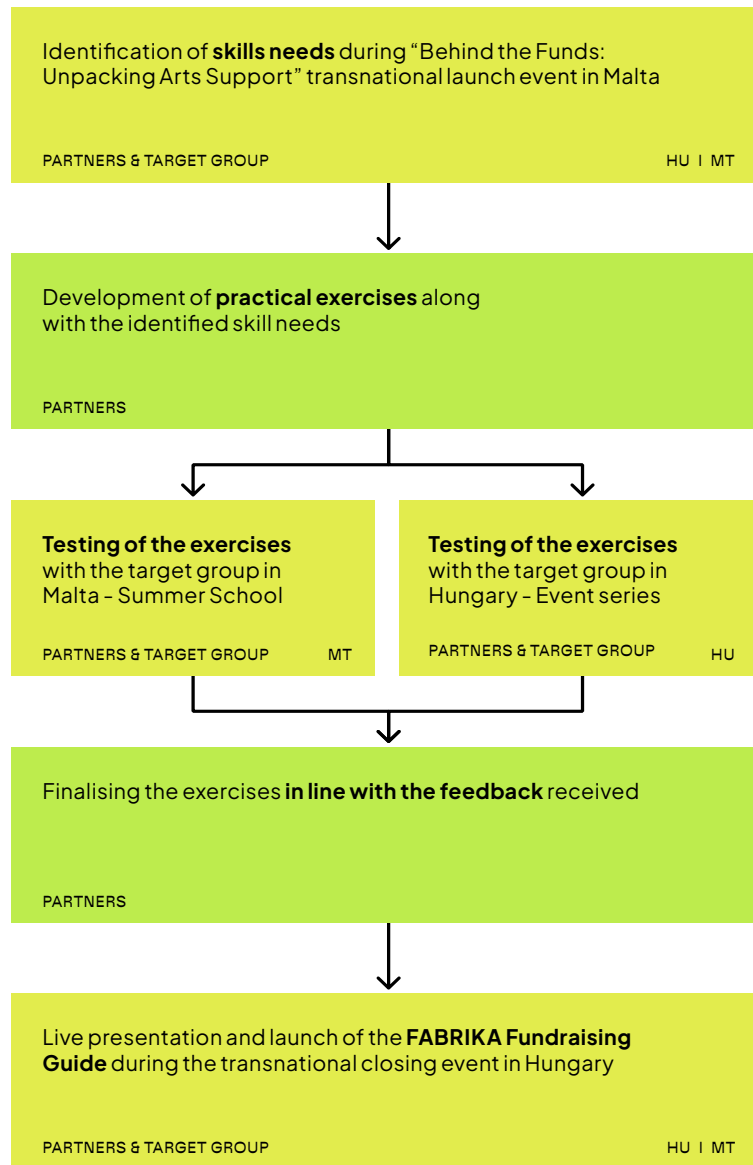 Identification of skills needs during “Behind the Funds:
Unpacking Arts Support” transnational launch event in Malta
PARTNERS & TARGET GROUP
HU | MT
Development of practical exercises along
with the identified skill needs
PARTNERS
Testing of the exercises
with the target group in
Malta - Summer School
PARTNERS & TARGET GROUP
MT
Testing of the exercises
with the target group in
Hungary - Event series
PARTNERS & TARGET GROUP
HU
Finalising the exercises in line with the feedback received
PARTNERS
Live presentation and launch of the FABRIKA Fundraising
Guide during the transnational closing event in Hungary
PARTNERS & TARGET GROUP
HU | MT